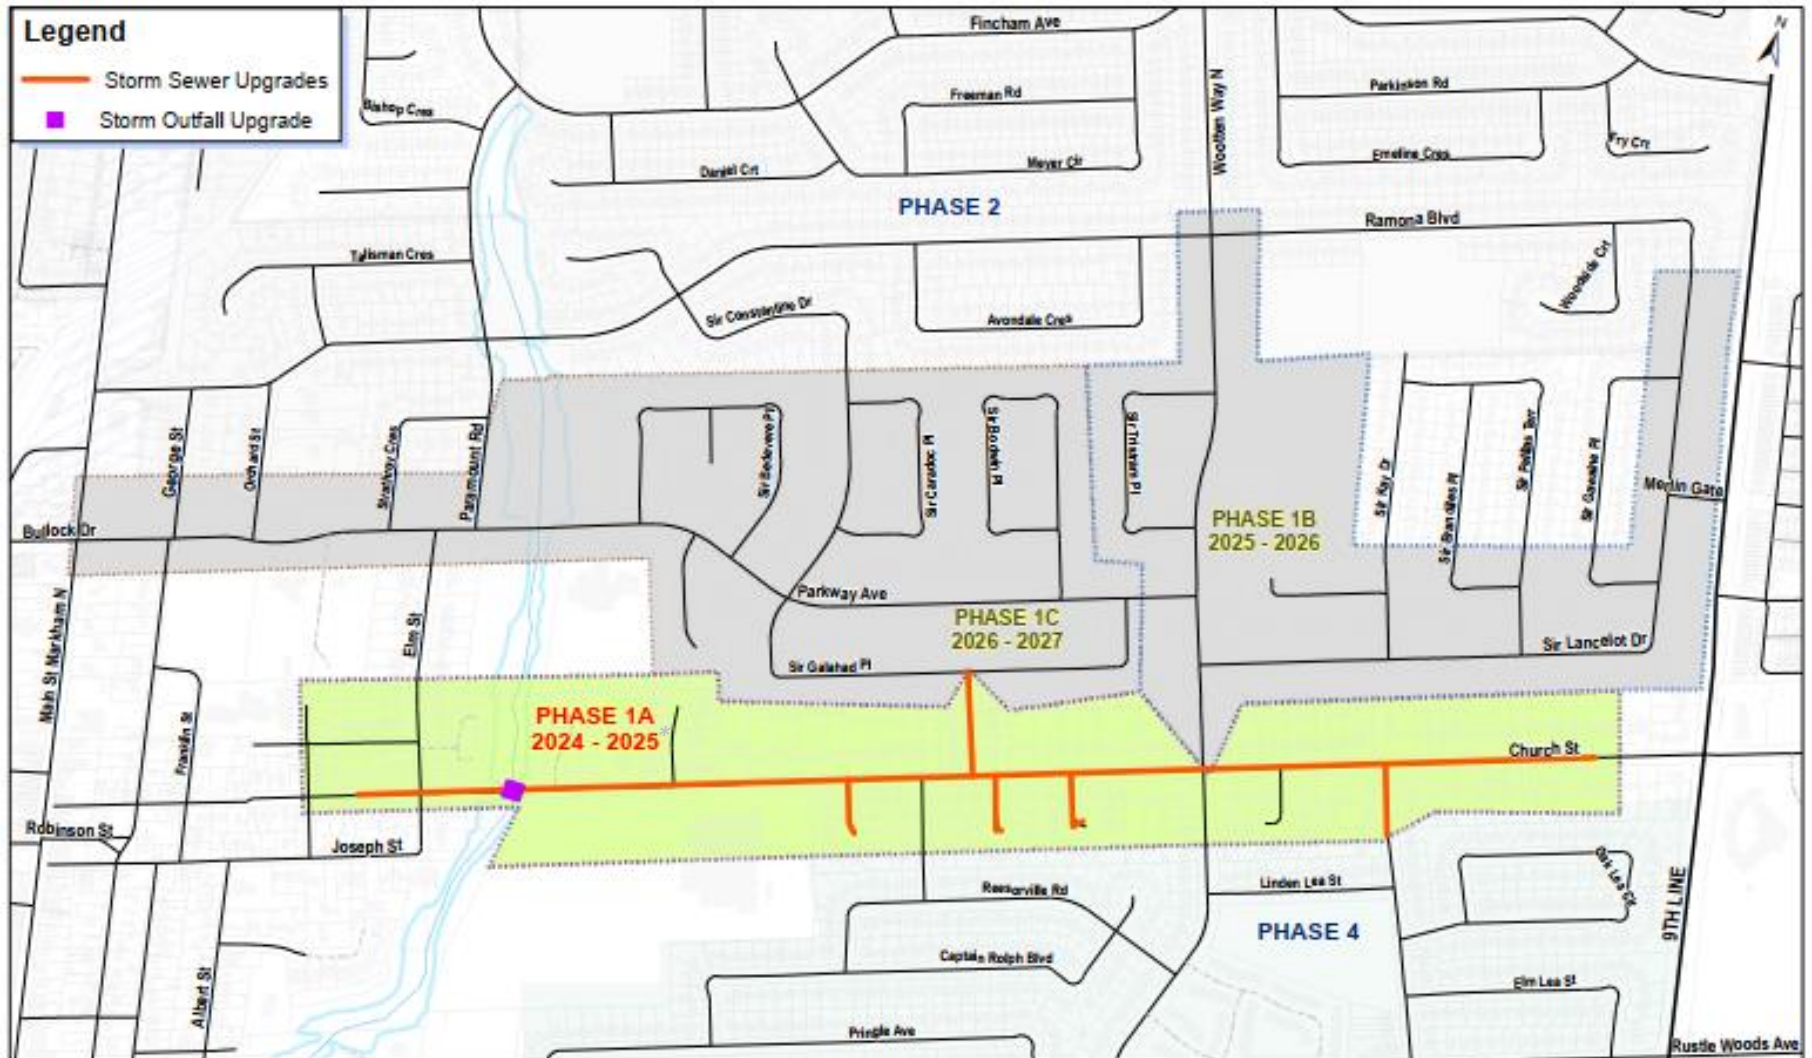 Legend
Storm Sewer Upgrades
Storm Outfall Upgrade
N
Fincham Ave
Freeman Rd
Parkinson Rd
Bishop Cres
Wootten Way N
Fry Crt
Emeline Cres
Daniel Crt
Meyer Cir
PHASE 2
Ramona Blvd
Talisman Cres
Woodside Crt
Sir Constantine Dr
Avondale Cres
George St
Orchard St
Strathroy Cres
Paramount Rd
Sir Bedevere Pl
Sir Caradoc Pl
Sir Bodwin Pl
Sir Tristram Pl
Sir Kay Dr
Sir Brandiles Pl
Sir Pellias Terr
Sir Gawaine Pl
Merlin Gate
Bullock Dr
PHASE 1B
2025 - 2026
Parkway Ave
PHASE 1C
2026 - 2027
Main St Markham N
Elm St
Sir Lancelot Dr
Sir Galahad Pl
PHASE 1A
2024 - 2025
Franklin St
Church St
Robinson St
Joseph St
Reesorville Rd
Linden Lea St
Oak Lea Cir
9TH LINE
PHASE 4
Captain Rolph Blvd
Albert St
Elm Lea St
Pringle Ave
Rustle Woods Ave